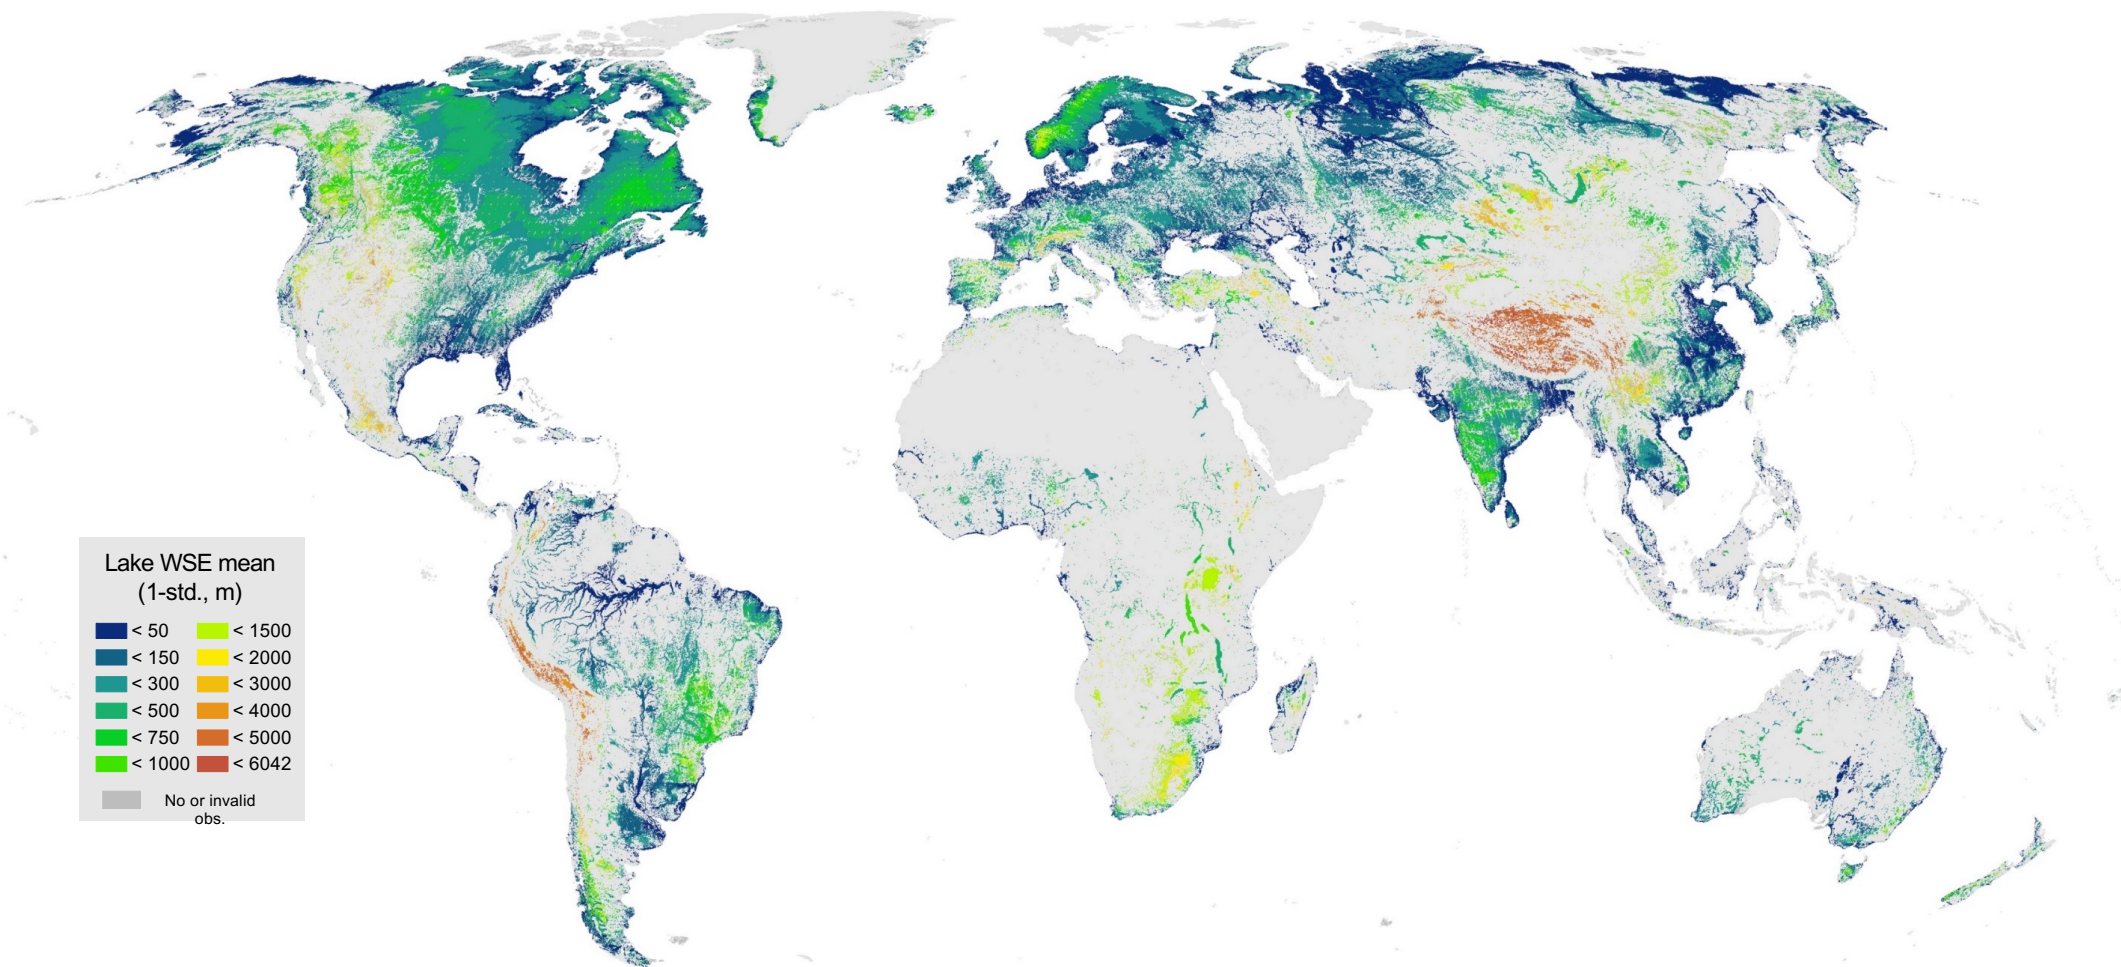 Lake WSE mean
(1-std., m)
< 50 < 1500
< 150 < 2000
< 300 < 3000
< 500 < 4000
< 750 < 5000
< 1000 < 6042
No or invalid
obs.